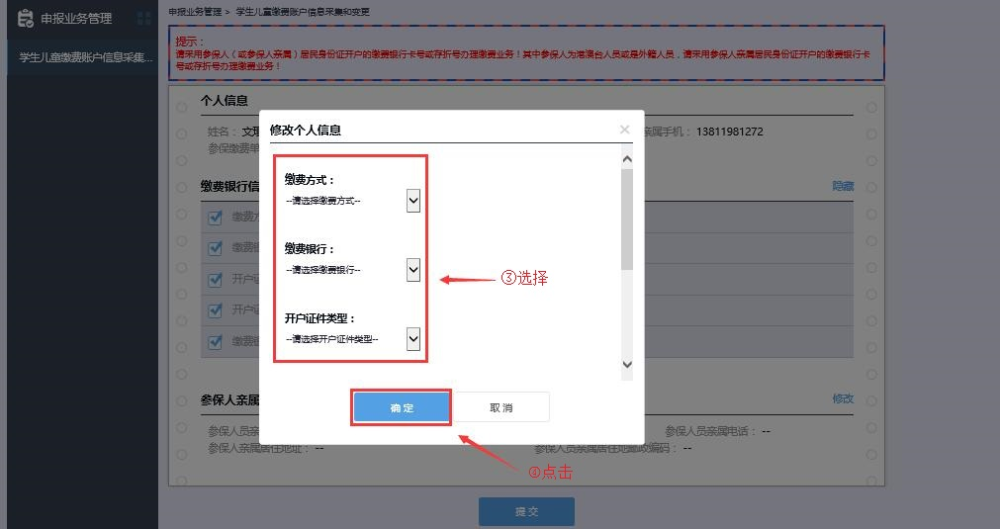 申报业务管理
学生儿童缴费账户信息采集...
申报业务管理 > 学生儿童缴费账户信息采集和变更
提示：
请采用参保人（或参保人亲属）居民身份证开户的缴费银行卡号或存折号办理缴费业务！其中参保人为港澳台人员或是外籍人员，请采用参保人亲属居民身份证开户的缴费银行卡
号或存折号办理缴费业务！
个人信息
姓名：
亲属手机： 13811981272
参保缴费单
缴费银行信
隐藏
缴费方
缴费银
开户证
开户证
缴费银
修改个人信息
×
缴费方式：
--请选择缴费方式--
缴费银行：
--请选择缴费银行--
③选择
开户证件类型：
--请选择开户证件类型--
确定
取消
④点击
参保人亲属
修改
参保人员亲
参保人员亲属电话： --
参保人亲属居住地址： --
参保人员亲属居住地邮政编码： --
提交